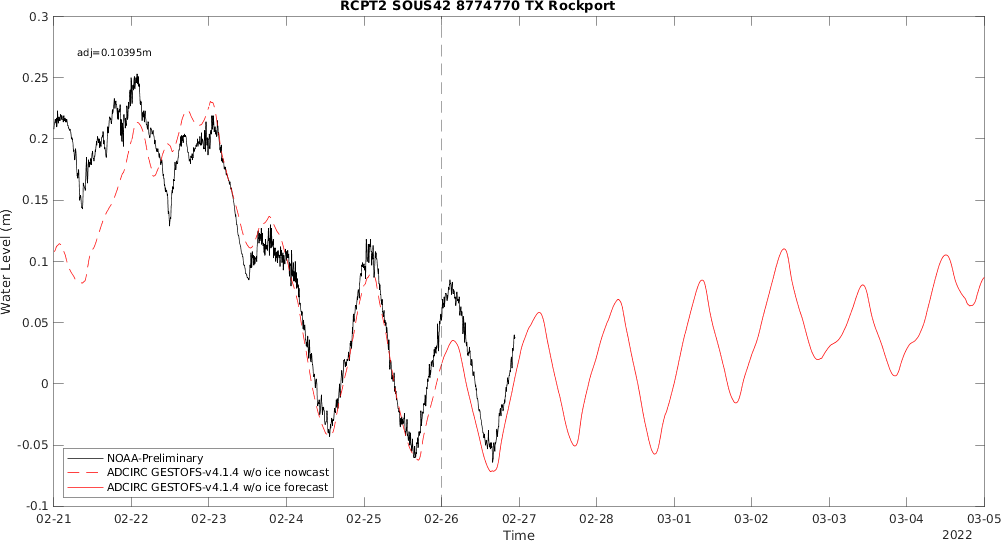 RCPT2 SOUS42 8774770 TX Rockport
adj=0.10395m
0.3
0.25
0.2
0.15
0.1
0.05
0
-0.05
-0.1
Water Level (m)
NOAA-Preliminary
ADCIRC GESTOFS-v4.1.4 w/o ice nowcast
ADCIRC GESTOFS-v4.1.4 w/o ice forecast
02-21 02-22 02-23 02-24 02-25 02-26 02-27 02-28 03-01 03-02 03-03 03-04 03-05
Time
2022